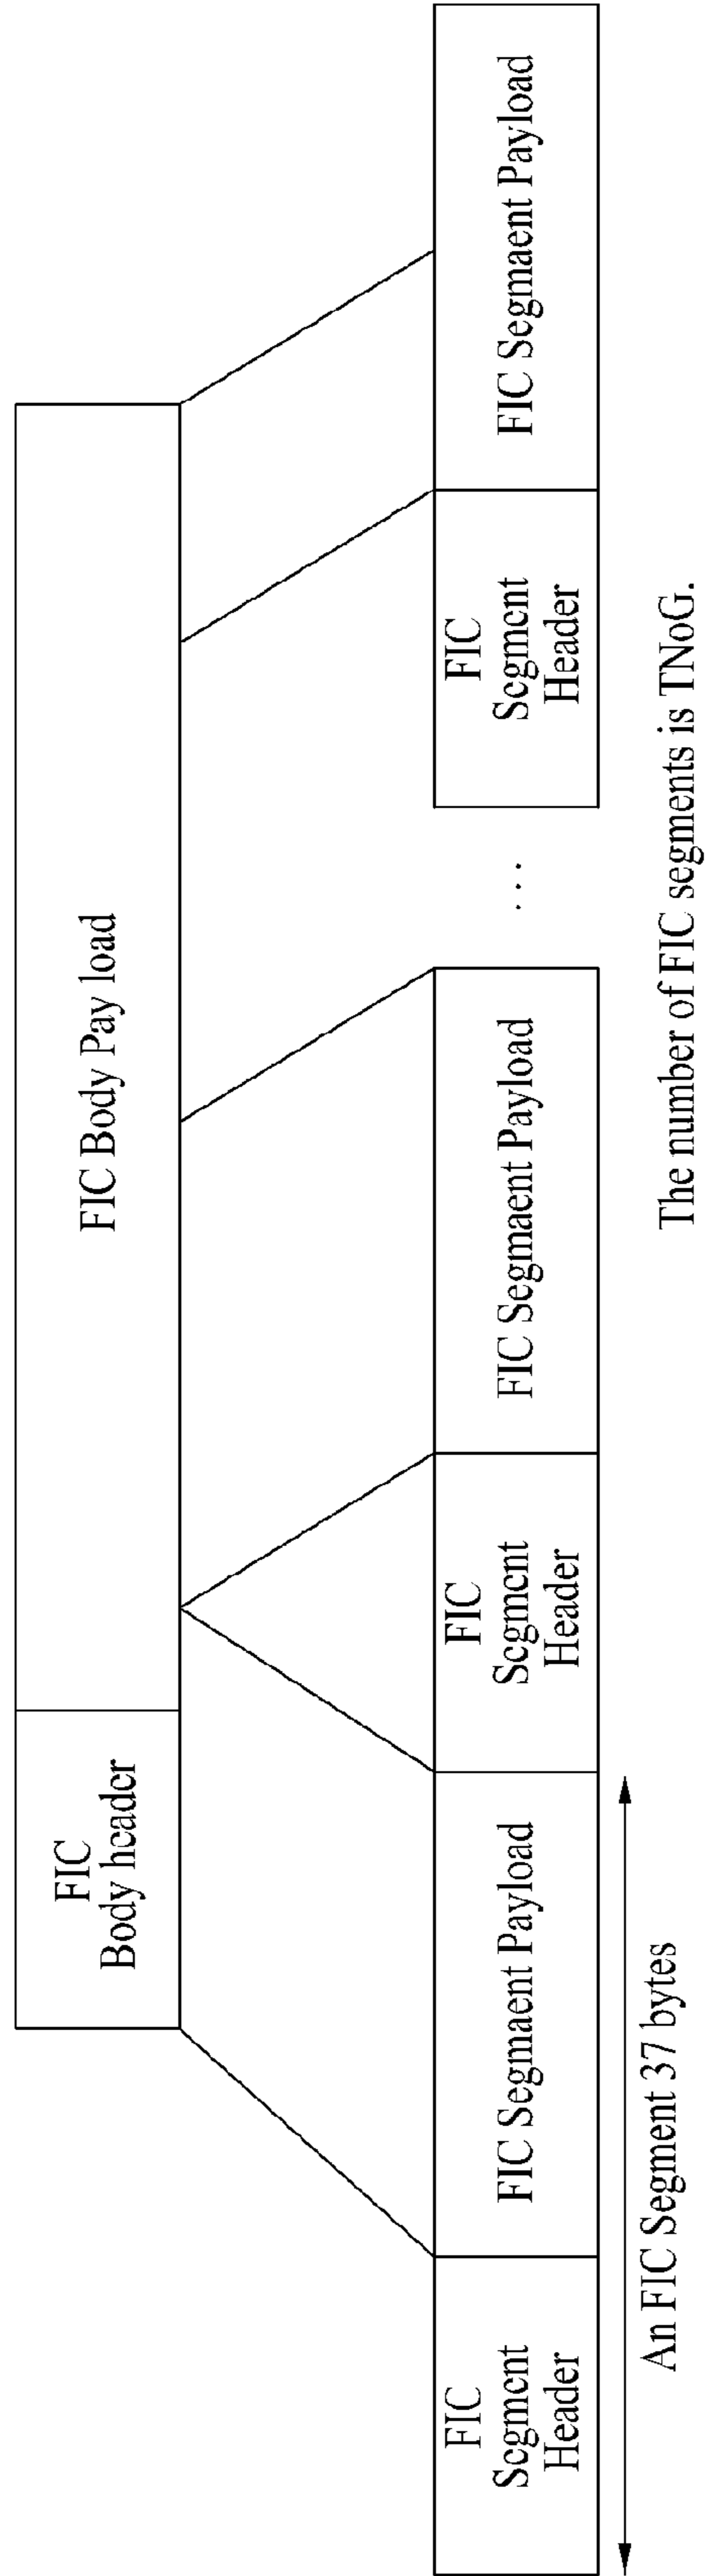 FIC
Body header
FIC Body Pay load
FIC
Segment
Header
FIC Segmaent Payload
FIC
Segment
Header
FIC Segmaent Payload
...
FIC
Segment
Header
FIC Segmaent Payload
An FIC Segment 37 bytes
The number of FIC segments is TNoG.